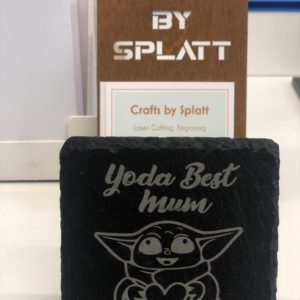 BY
SPLATT
Crafts by Splatt
Laser Cutting, Engraving
Yoda Best
Mum